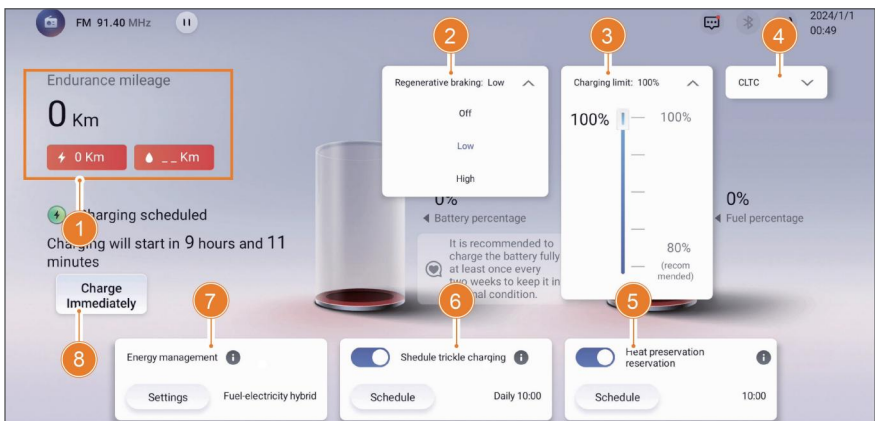 FM 91.40 MHz
2024/1/1
00:49
2
3
4
Endurance mileage
0 Km
0 Km
_ _ Km
1
Regenerative braking: Low
Off
Low
High
Charging limit: 100%
100%
100%
80%
(recom
mended)
CLTC
0%
Battery percentage
0%
Fuel percentage
Charging scheduled
Charging will start in 9 hours and 11
minutes
Charge
Immediately
8
It is recommended to
charge the battery fully
at least once every
two weeks to keep it in
nal condition.
7
6
5
Energy management
Settings
Fuel-electricity hybrid
Shedule trickle charging
Schedule
Daily 10:00
Heat preservation
reservation
Schedule
10:00